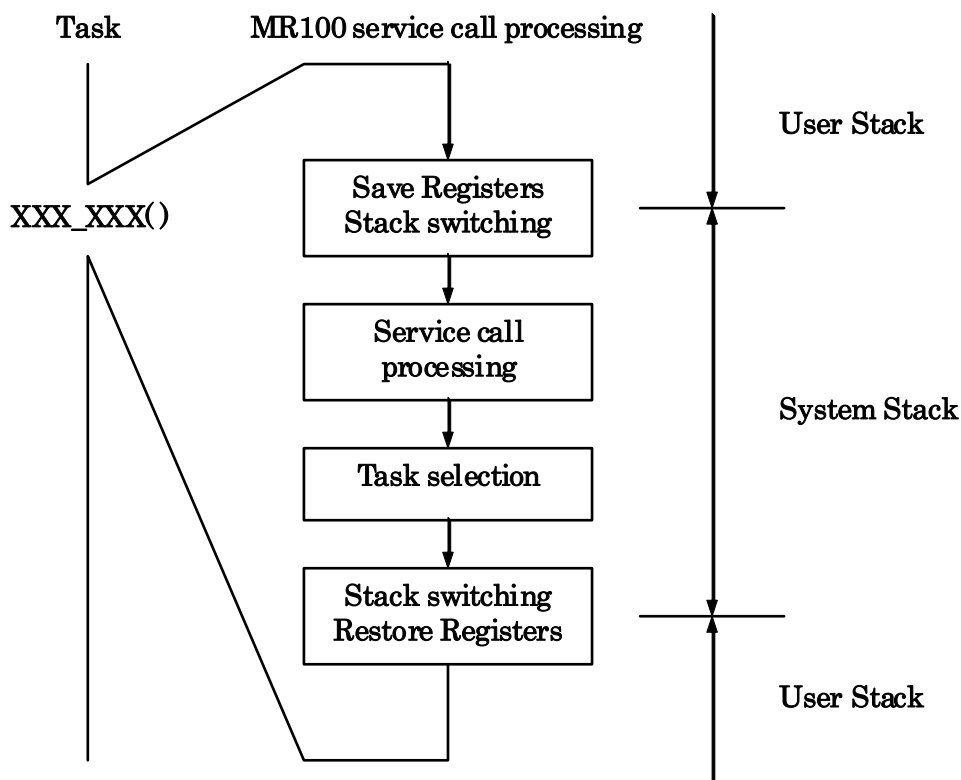 Task
MR100 service call processing
User Stack
Save Registers
Stack switching
XXX_XXX()
Service call
processing
System Stack
Task selection
Stack switching
Restore Registers
User Stack